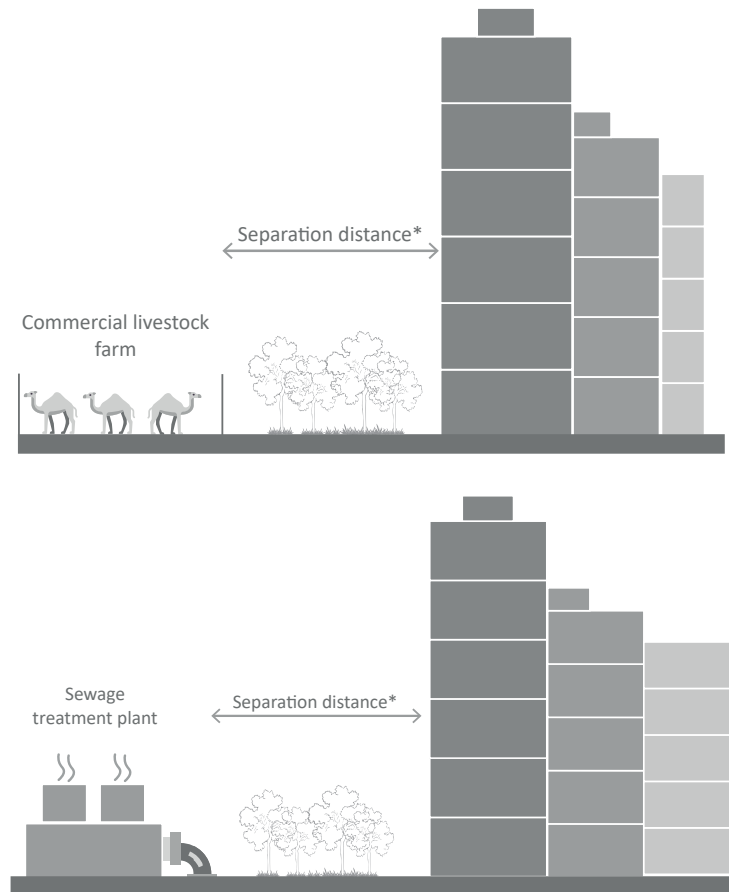 Separation distance*
Commercial livestock
farm
Sewage
treatment plant
Separation distance*